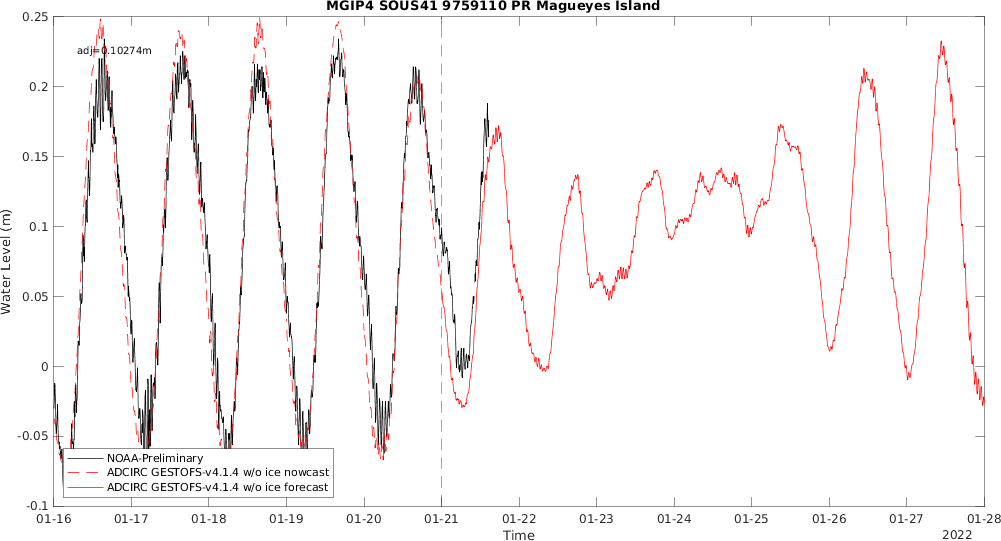 MGIP4 SOUS41 9759110 PR Magueyes Island
adj=0.10274m
0.25
0.2
0.15
0.1
0.05
0
-0.05
-0.1
Water Level (m)
NOAA-Preliminary
ADCIRC GESTOFS-v4.1.4 w/o ice nowcast
ADCIRC GESTOFS-v4.1.4 w/o ice forecast
01-16 01-17 01-18 01-19 01-20 01-21 01-22 01-23 01-24 01-25 01-26 01-27 01-28
Time
2022